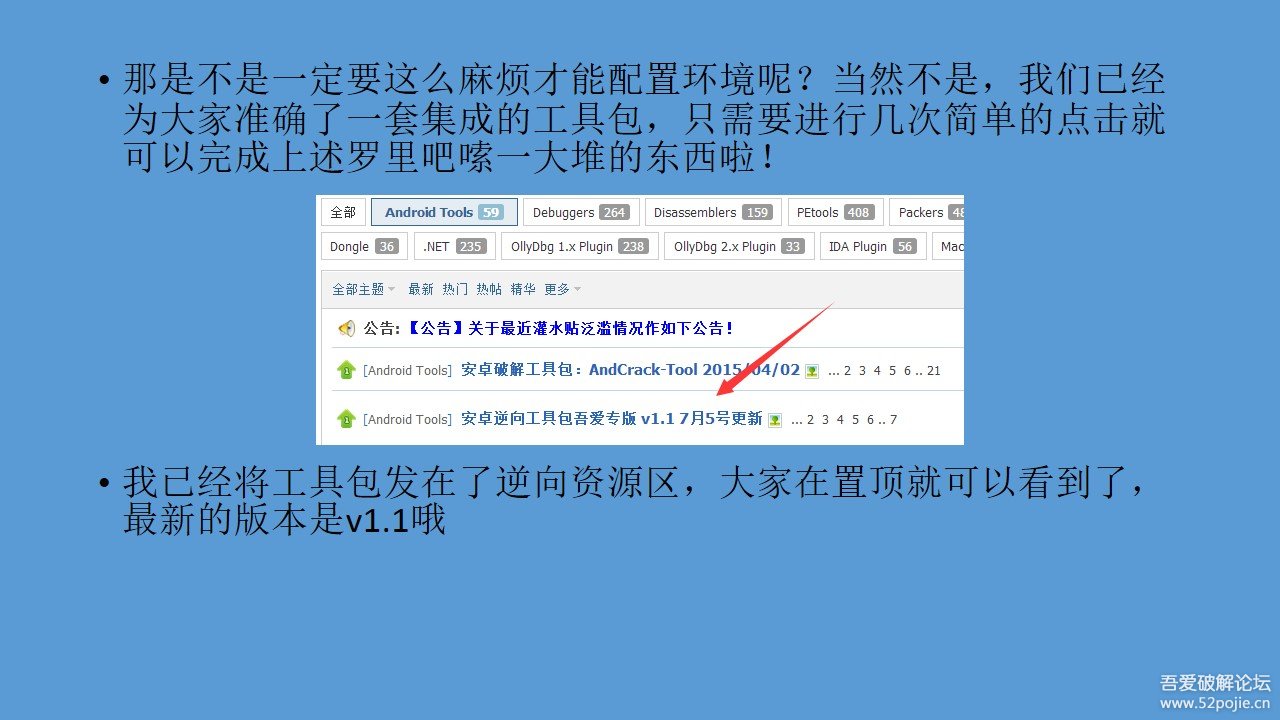 • 那是不是一定要这么麻烦才能配置环境呢？当然不是，我们已经
为大家准确了一套集成的工具包，只需要进行几次简单的点击就
可以完成上述罗里吧嗦一大堆的东西啦！
全部 Android Tools 59 Debuggers 264 Disassemblers 159 PEtools 408 Packers 48
Dongle 36 .NET 235 OllyDbg 1.x Plugin 238 OllyDbg 2.x Plugin 33 IDA Plugin 56 Mac
全部主题 最新 热门 热帖 精华 更多
公告:【公告】关于最近灌水贴泛滥情况作如下公告！
[Android Tools] 安卓破解工具包：AndCrack-Tool 2015/04/02 ... 2 3 4 5 6 .. 21
[Android Tools] 安卓逆向工具包吾爱专版 v1.1 7月5号更新 ... 2 3 4 5 6 .. 7
• 我已经将工具包发在了逆向资源区，大家在置顶就可以看到了，
最新的版本是v1.1哦
吾爱破解论坛
www.52pojie.cn